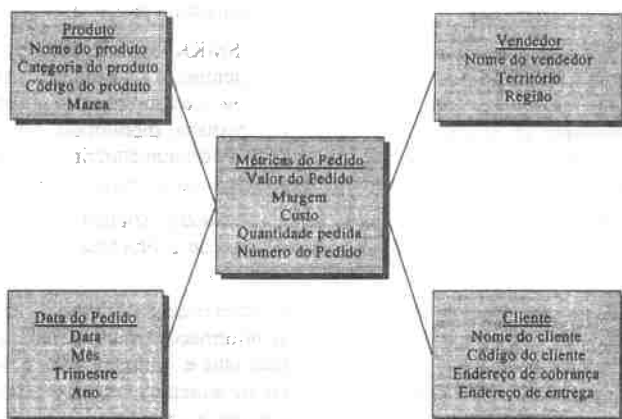 Produto
Nome do produto
Categoria do produto
Código do produto
Marca
Vendedor
Nome do vendedor
Território
Região
Métricas do Pedido
Valor do Pedido
Margem
Custo
Quantidade pedida
Número do Pedido
Data do Pedido
Data
Mês
Trimestre
Ano
Cliente
Nome do cliente
Código do cliente
Endereço de cobrança
Endereço de entrega